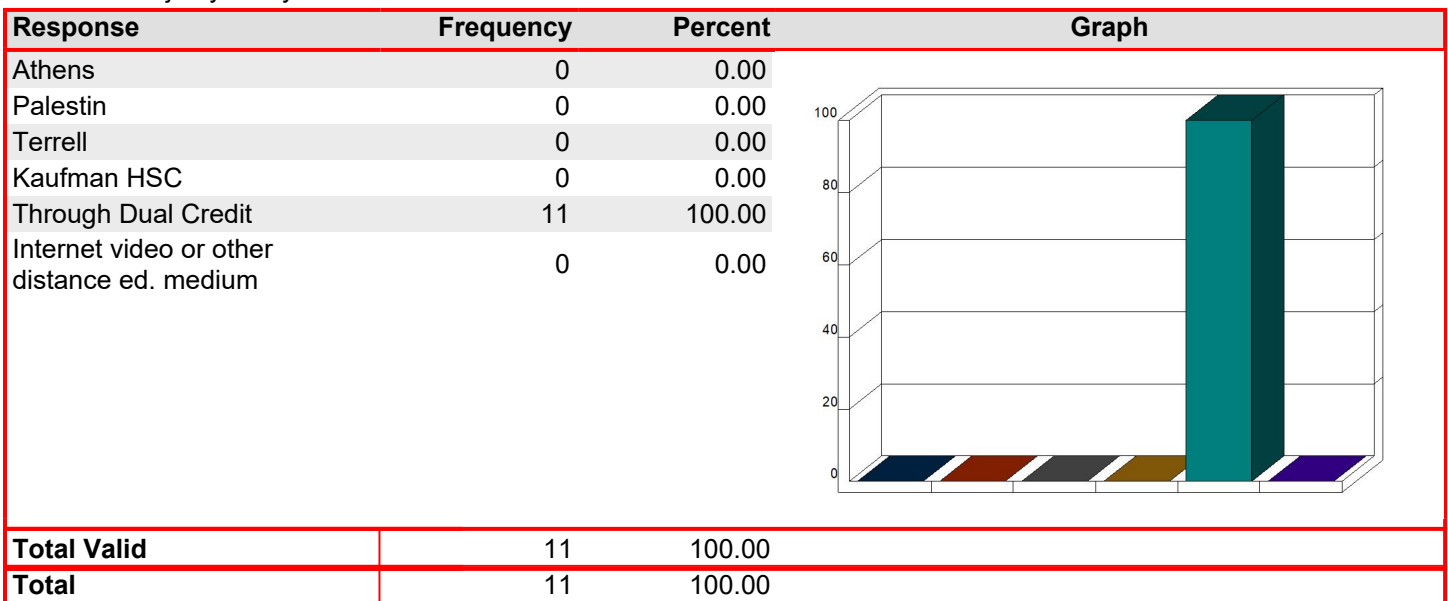 Response Frequency Percent Graph
Athens 0 0.00
Palestin 0 0.00
Terrell 0 0.00
Kaufman HSC 0 0.00
Through Dual Credit 11 100.00
Internet video or other
distance ed. medium 0 0.00
100
80
60
40
20
0
Total Valid 11 100.00
Total 11 100.00